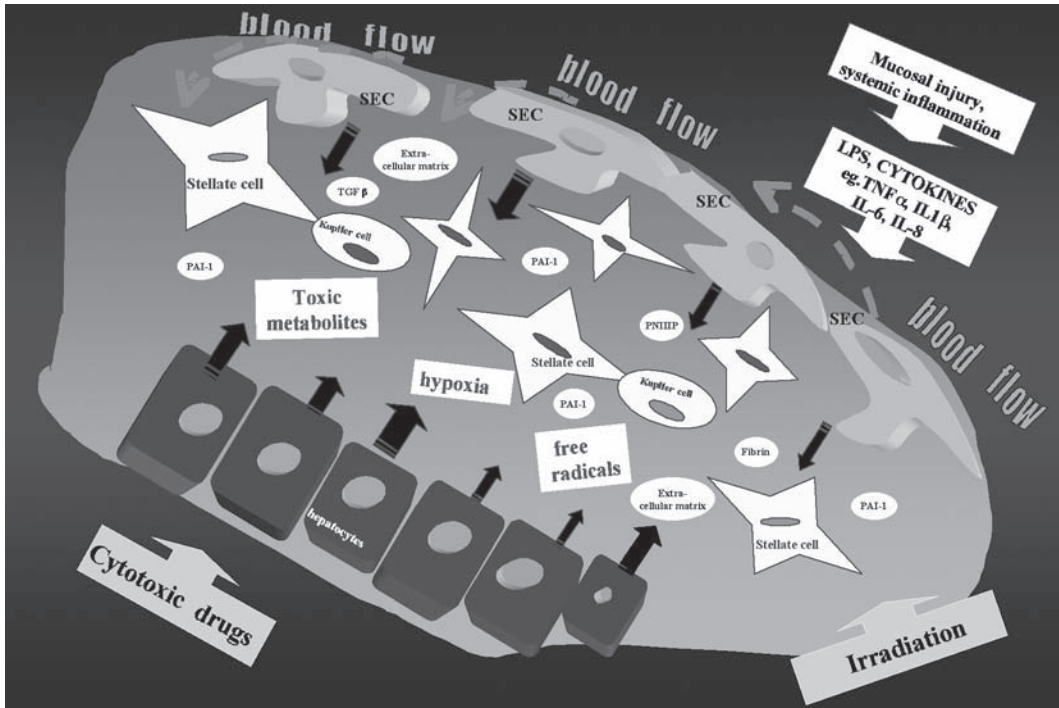 blood flow
blood flow
blood flow
Mucosal injury,
systemic inflammation
LPS, CYTOKINES
eg.TNFα, IL1β,
IL-6, IL-8
SEC
SEC
SEC
SEC
Extra-
cellular matrix
Stellate cell
TGF β
Kupffer cell
PAI-1
PAI-1
Toxic
metabolites
PNIIIP
Stellate cell
hypoxia
Kupffer cell
PAI-1
free
radicals
Fibrin
Extra-
cellular matrix
PAI-1
Stellate cell
hepatocytes
Cytotoxic drugs
Irradiation